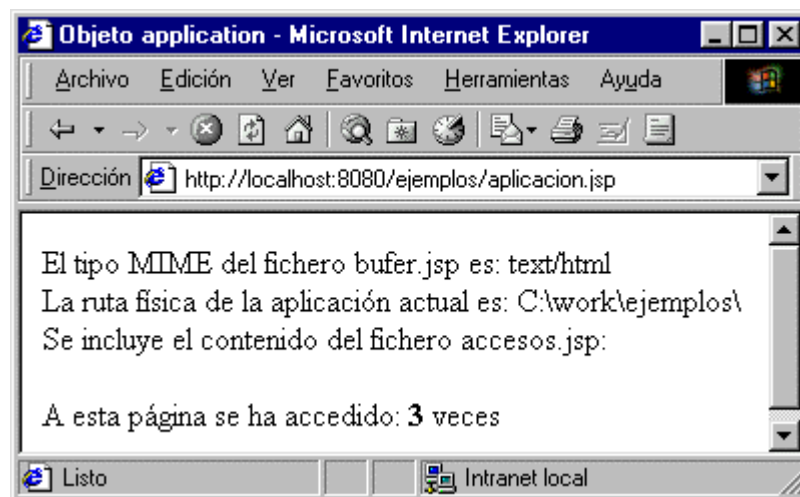 Objeto application - Microsoft Internet Explorer
Archivo Edición Ver Favoritos Herramientas Ayuda
Dirección http://localhost:8080/ejemplos/aplicacion.jsp
El tipo MIME del fichero bufer.jsp es: text/html
La ruta física de la aplicación actual es: C:\work\ejemplos\
Se incluye el contenido del fichero accesos.jsp:
A esta página se ha accedido: 3 veces
Listo Intranet local